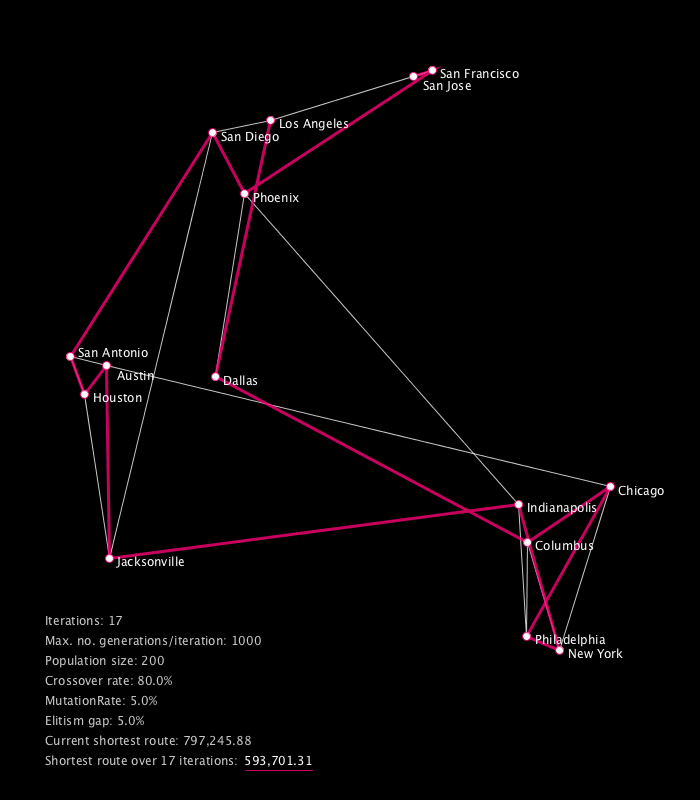 San Francisco
San Jose
Los Angeles
San Diego
Phoenix
San Antonio
Austin
Dallas
Houston
Chicago
Indianapolis
Columbus
Jacksonville
Philadelphia
New York
Iterations: 17
Max. no. generations/iteration: 1000
Population size: 200
Crossover rate: 80.0%
MutationRate: 5.0%
Elitism gap: 5.0%
Current shortest route: 797,245.88
Shortest route over 17 iterations: 593,701.31